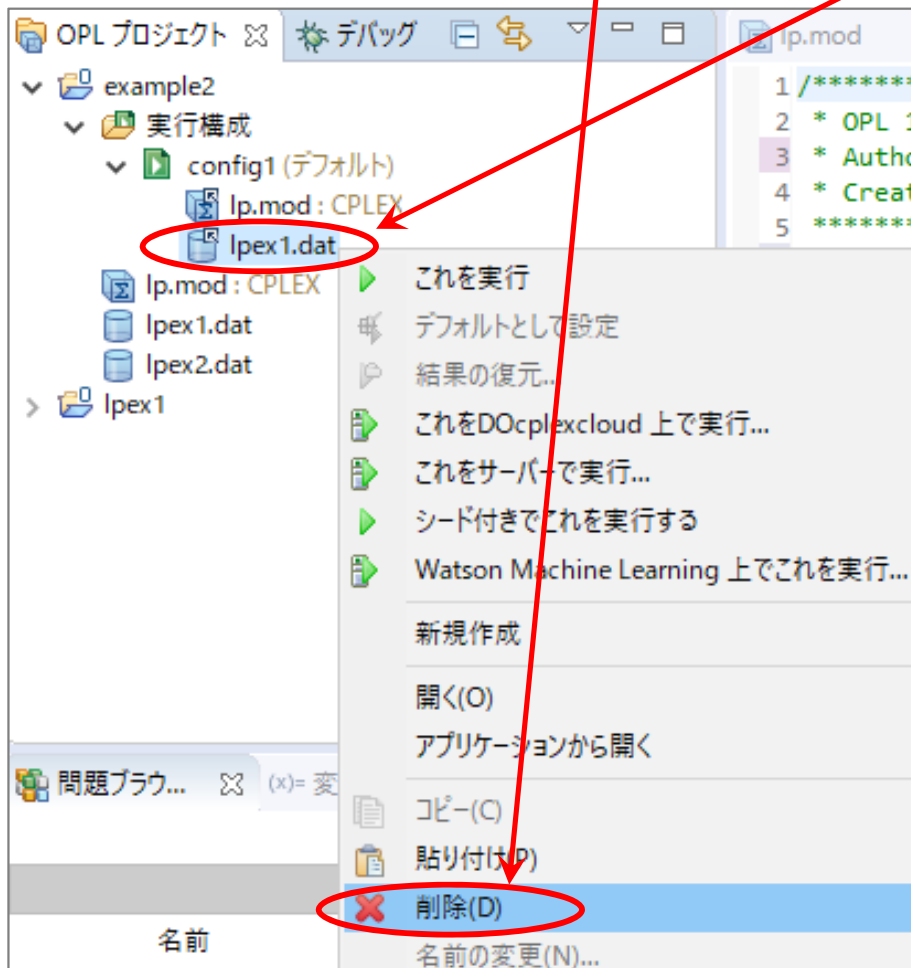 OPL プロジェクト デバッグ
example2
実行構成
config1 (デフォルト)
lp.mod : CPLEX
lpex1.dat
lp.mod : CPLEX
lpex1.dat
lpex2.dat
lpex1
lp.mod
1 /*******
2 * OPL 1
3 * Autho
4 * Creat
5 *******
これを実行
デフォルトとして設定
結果の復元...
これをDOcplexcloud 上で実行...
これをサーバーで実行...
シード付きでこれを実行する
Watson Machine Learning 上でこれを実行...
新規作成
開く(O)
アプリケーションから開く
コピー(C)
貼り付け(P)
削除(D)
名前の変更(N)...
問題ブラウ... (x)= 変
名前